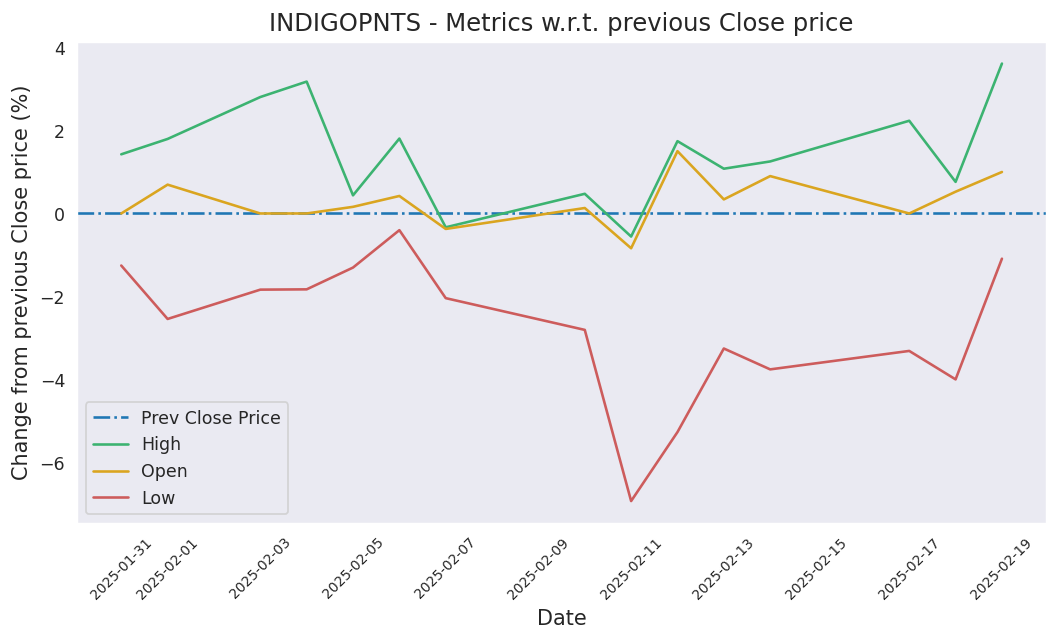 INDIGOPNTS - Metrics w.r.t. previous Close price
Change from previous Close price (%)
4
2
0
−2
−4
−6
Prev Close Price
High
Open
Low
2025-01-31
2025-02-01
2025-02-03
2025-02-05
2025-02-07
2025-02-09
2025-02-11
2025-02-13
2025-02-15
2025-02-17
2025-02-19
Date